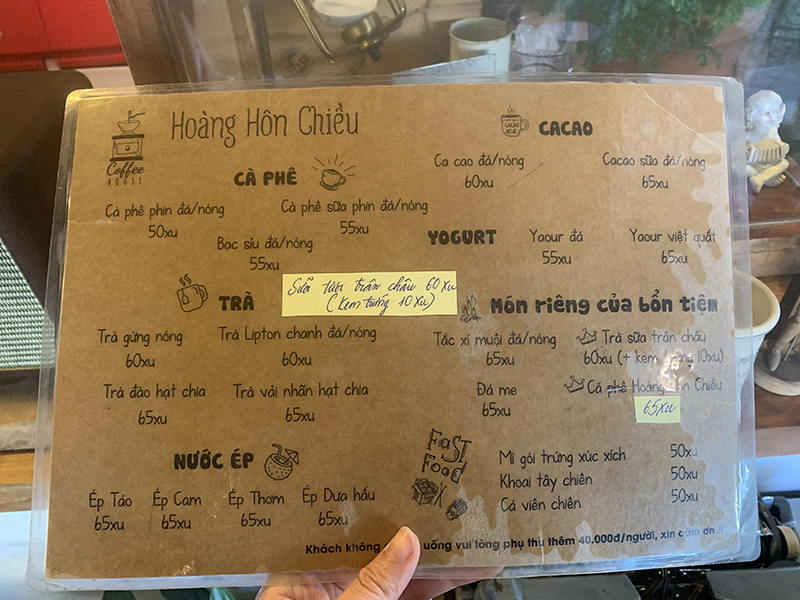 Hoàng Hôn Chiều
Coffee
HOUSE
CÀ PHÊ
Cà phê phin đá/nóng
50xu
Cà phê sữa phin đá/nóng
55xu
Bạc sỉu đá/nóng
55xu
CACAO
Ca cao đá/nóng
60xu
Cacao sữa đá/nóng
65xu
YOGURT
Yaour đá
55xu
Yaour việt quất
65xu
Sữa tươi trân châu 60xu
(kem trứng 10xu)
TRÀ
Trà gừng nóng
60xu
Trà Lipton chanh đá/nóng
60xu
Trà đào hạt chia
65xu
Trà vải nhãn hạt chia
65xu
Món riêng của bổn tiệm
Tắc xí muội đá/nóng
65xu
Trà sữa trân châu
60xu (+ kem trứng 10xu)
Đá me
65xu
Cà phê Hoàng Hôn Chiều
65xu
NƯỚC ÉP
Ép Táo
65xu
Ép Cam
65xu
Ép Thơm
65xu
Ép Dưa hấu
65xu
FaST Food
Mì gói trứng xúc xích 50xu
Khoai tây chiên 50xu
Cá viên chiên 50xu
Khách không uống vui lòng phụ thu thêm 40.000đ/người, xin cảm ơn !!